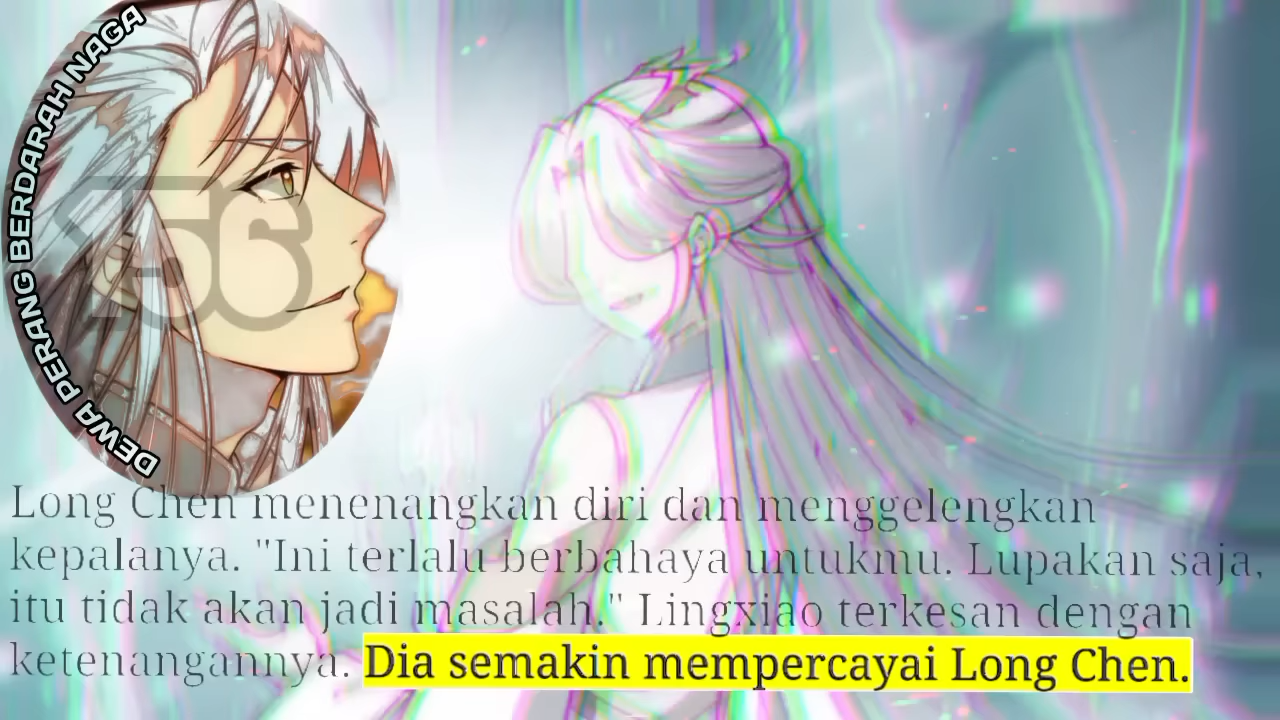 DEWA PERANG BERDARAH NAGA
156
Long Chen menenangkan diri dan menggelengkan
kepalanya. "Ini terlalu berbahaya untukmu. Lupakan saja,
itu tidak akan jadi masalah." Lingxiao terkesan dengan
ketenangannya. Dia semakin mempercayai Long Chen.